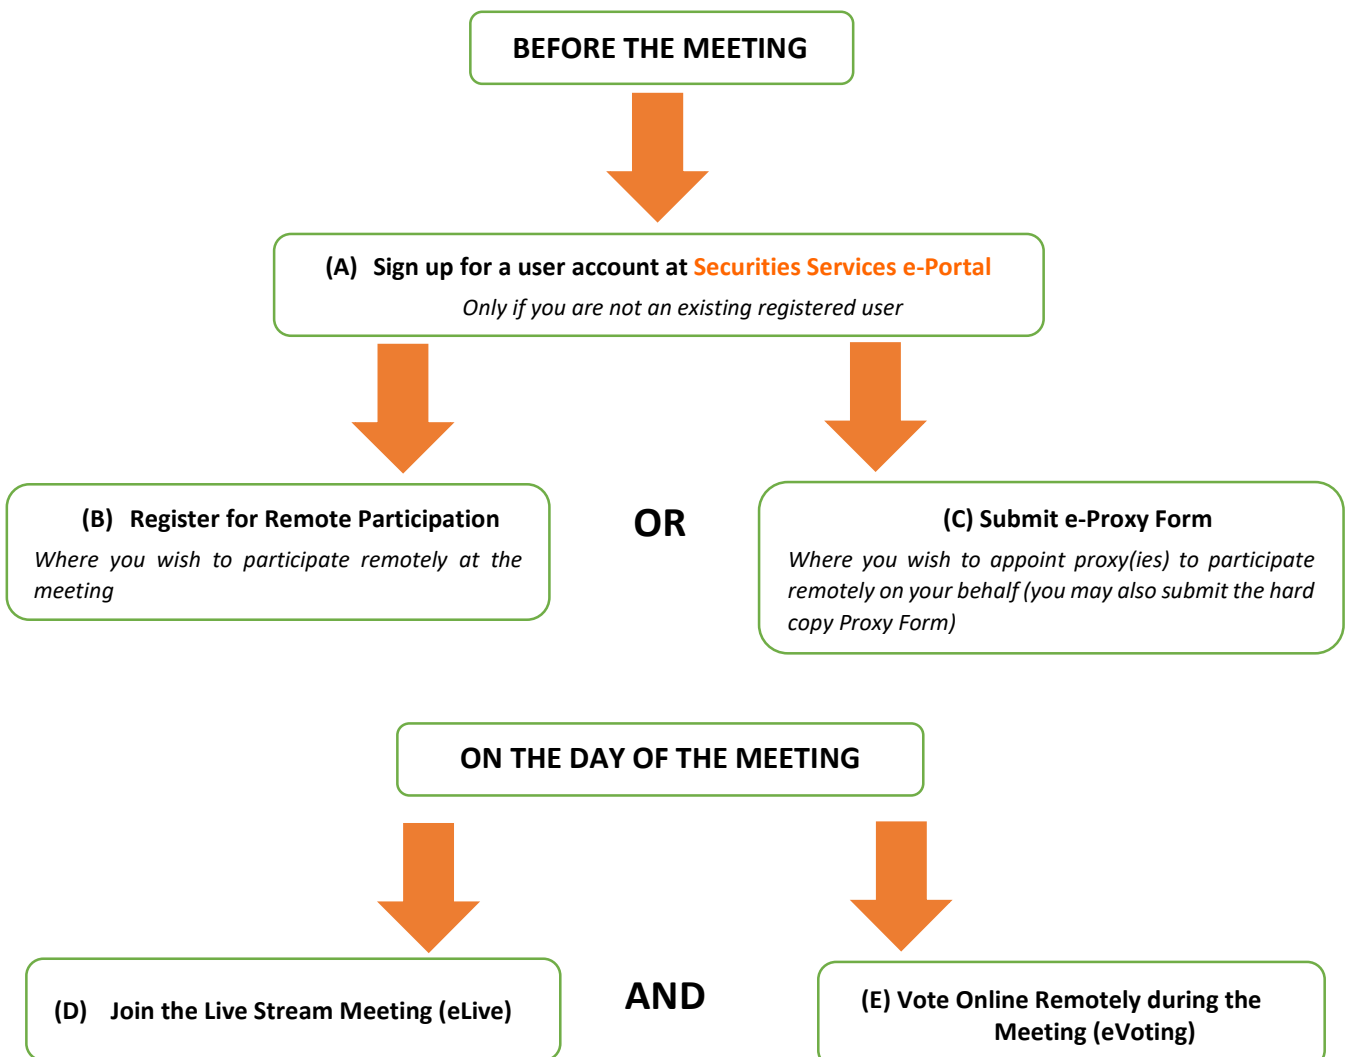 BEFORE THE MEETING
(A) Sign up for a user account at Securities Services e-Portal
Only if you are not an existing registered user
(B) Register for Remote Participation
Where you wish to participate remotely at the
meeting
OR
(C) Submit e-Proxy Form
Where you wish to appoint proxy(ies) to participate
remotely on your behalf (you may also submit the hard
copy Proxy Form)
ON THE DAY OF THE MEETING
(D) Join the Live Stream Meeting (eLive)
AND
(E) Vote Online Remotely during the
Meeting (eVoting)